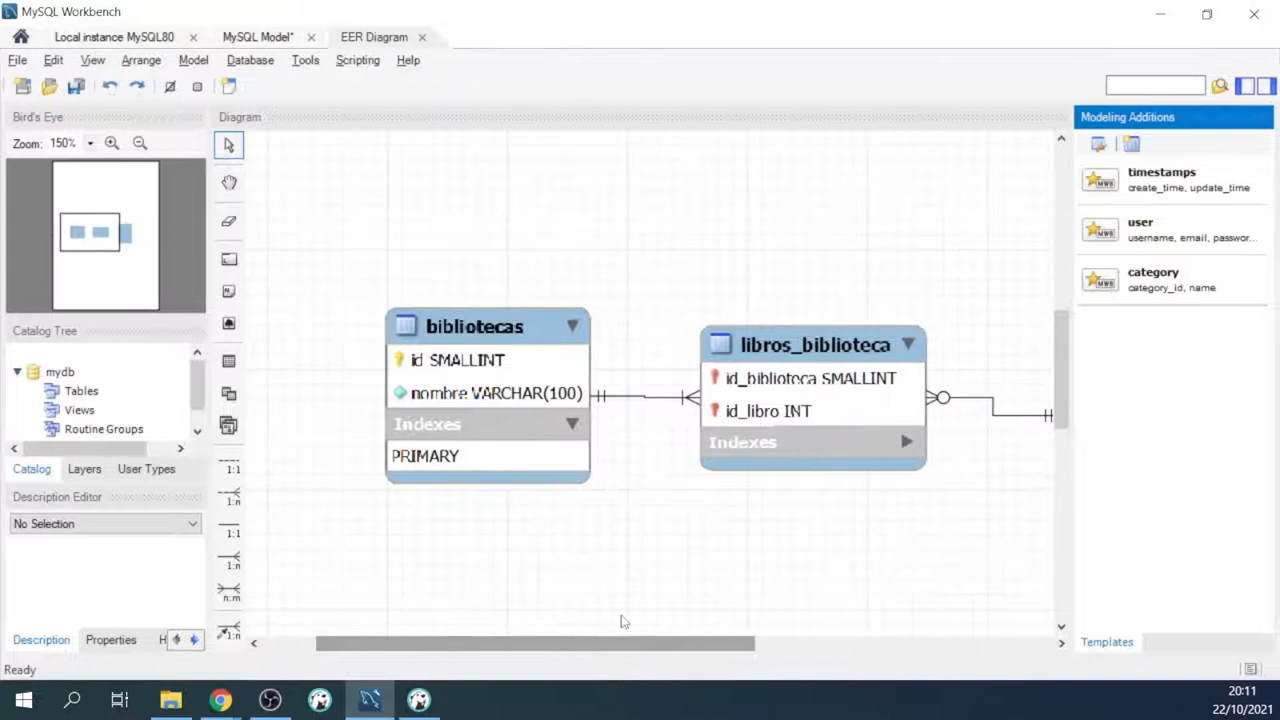 MySQL Workbench
Local instance MySQL80
MySQL Model*
EER Diagram
File Edit View Arrange Model Database Tools Scripting Help
Bird's Eye
Diagram
Modeling Additions
Zoom: 150%
timestamps
create_time, update_time
user
username, email, passwor...
category
category_id, name
bibliotecas
id SMALLINT
nombre VARCHAR(100)
Indexes
PRIMARY
libros_biblioteca
id_biblioteca SMALLINT
id_libro INT
Indexes
Catalog Tree
mydb
Tables
Views
Routine Groups
Catalog Layers User Types
Description Editor
No Selection
1:1
1:n
1:1
1:n
n:m
1:n
Description Properties H
Templates
Ready
20:11
22/10/2021